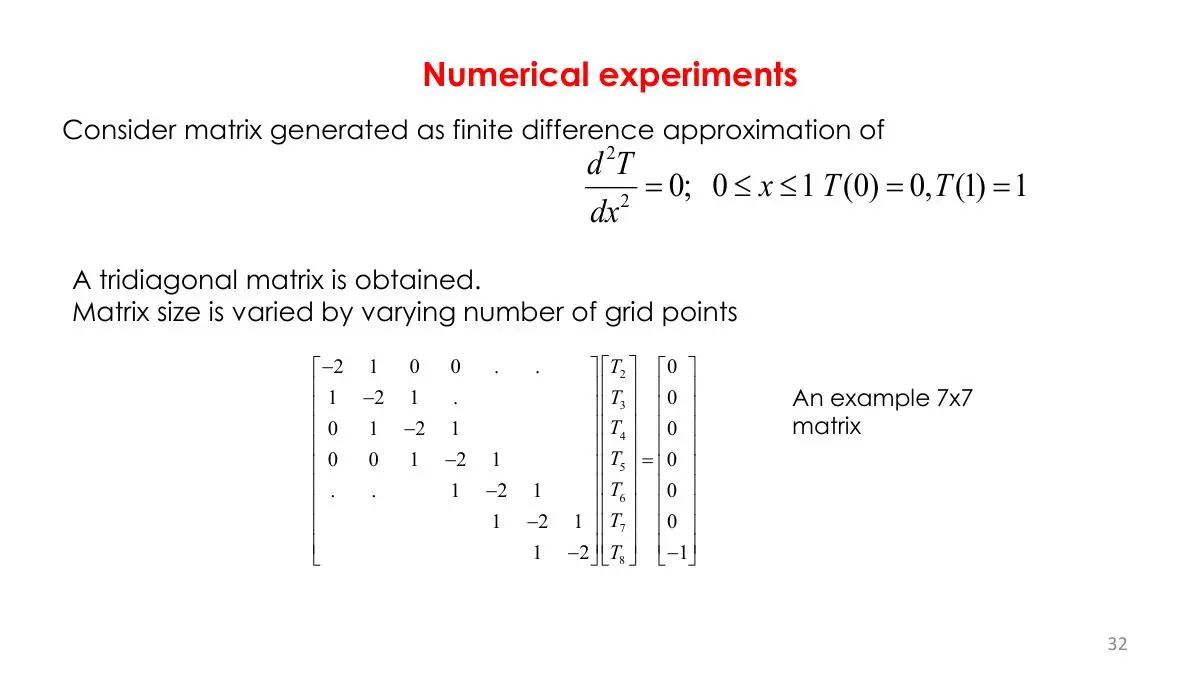 Numerical experiments
Consider matrix generated as finite difference approximation of
d²T/dx² = 0; 0 ≤ x ≤ 1 T(0) = 0, T(1) = 1
A tridiagonal matrix is obtained.
Matrix size is varied by varying number of grid points
−2 1 0 0 . . T₂ 0
1 −2 1 . T₃ 0
0 1 −2 1 T₄ 0
0 0 1 −2 1 T₅ = 0
. . 1 −2 1 T₆ 0
1 −2 1 T₇ 0
1 −2 T₈ −1
An example 7x7
matrix
32